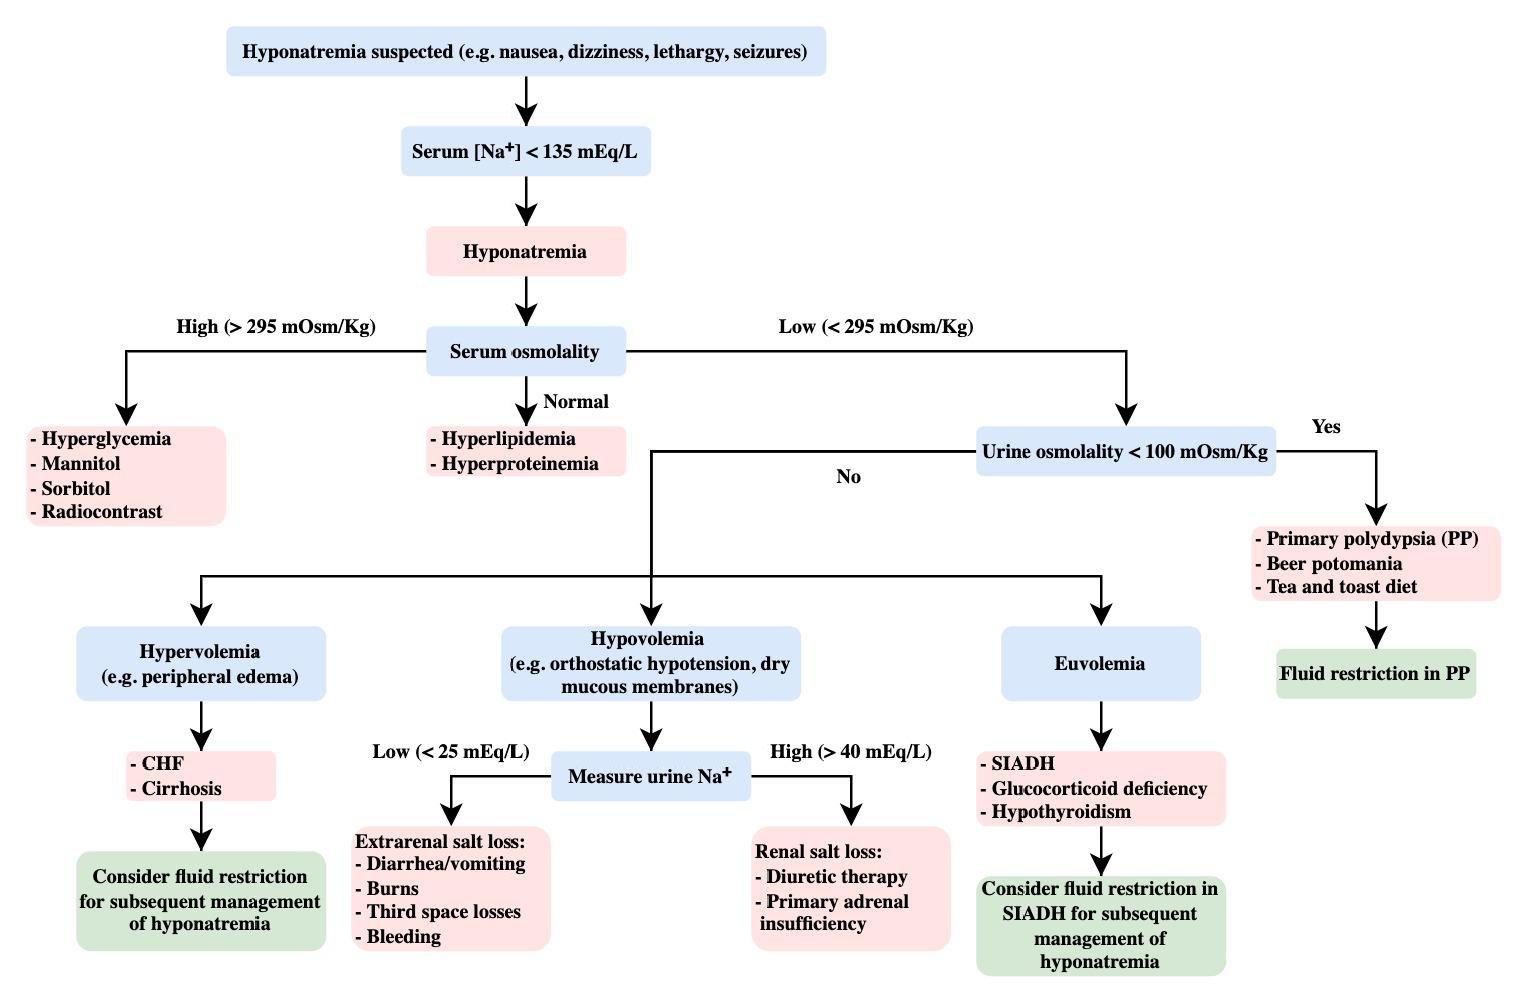 Hyponatremia suspected (e.g. nausea, dizziness, lethargy, seizures)
Serum [Na+] < 135 mEq/L
Hyponatremia
High (> 295 mOsm/Kg)
Low (< 295 mOsm/Kg)
Serum osmolality
Normal
- Hyperglycemia
- Mannitol
- Sorbitol
- Radiocontrast
- Hyperlipidemia
- Hyperproteinemia
Urine osmolality < 100 mOsm/Kg
Yes
No
- Primary polydypsia (PP)
- Beer potomania
- Tea and toast diet
Fluid restriction in PP
Hypervolemia
(e.g. peripheral edema)
Hypovolemia
(e.g. orthostatic hypotension, dry
mucous membranes)
Euvolemia
- CHF
- Cirrhosis
Low (< 25 mEq/L)
Measure urine Na+
High (> 40 mEq/L)
- SIADH
- Glucocorticoid deficiency
- Hypothyroidism
Consider fluid restriction
for subsequent management
of hyponatremia
Extrarenal salt loss:
- Diarrhea/vomiting
- Burns
- Third space losses
- Bleeding
Renal salt loss:
- Diuretic therapy
- Primary adrenal
insufficiency
Consider fluid restriction in
SIADH for subsequent
management of
hyponatremia